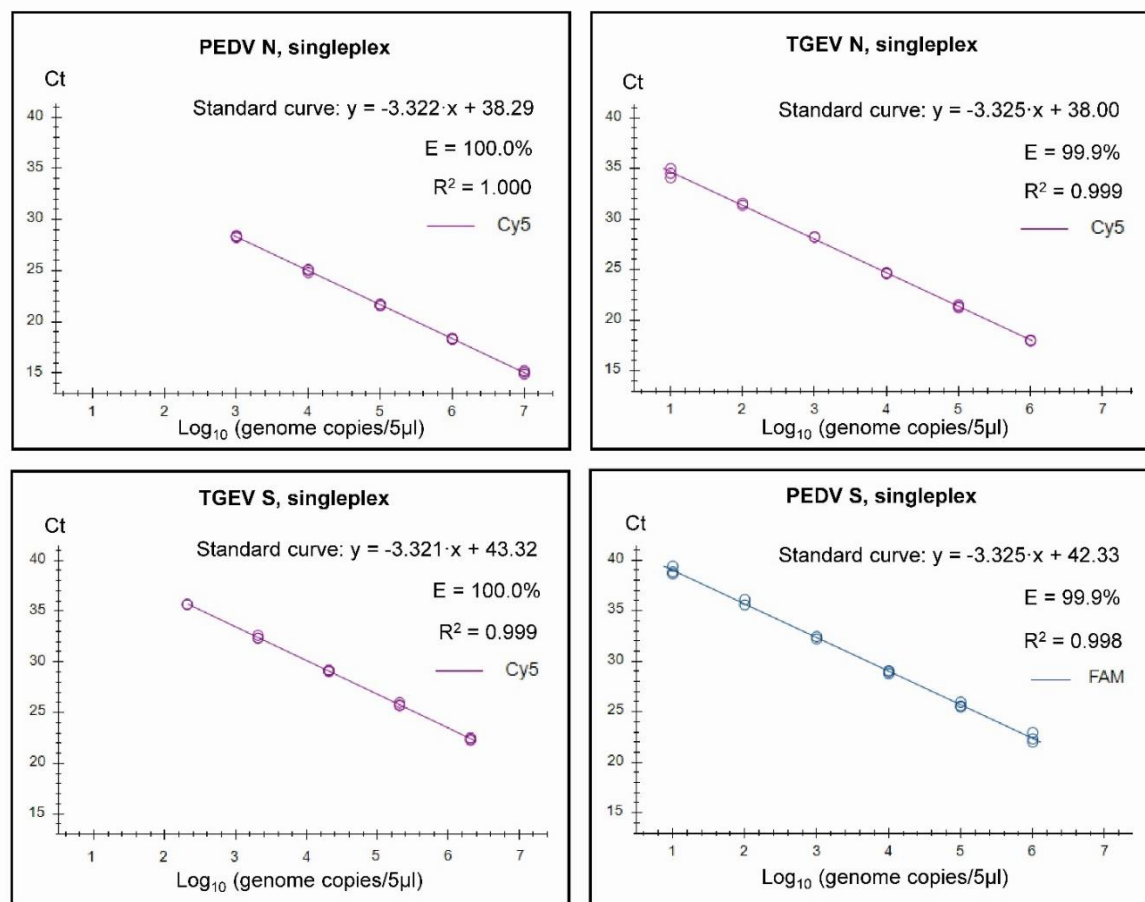 PEDV N, singleplex
Ct
Standard curve: y = -3.322·x + 38.29
E = 100.0%
R² = 1.000
Cy5
40
35
30
25
20
15
1 2 3 4 5 6 7
Log₁₀ (genome copies/5µl)
TGEV N, singleplex
Ct
Standard curve: y = -3.325·x + 38.00
E = 99.9%
R² = 0.999
Cy5
40
35
30
25
20
15
1 2 3 4 5 6 7
Log₁₀ (genome copies/5µl)
TGEV S, singleplex
Ct
Standard curve: y = -3.321·x + 43.32
E = 100.0%
R² = 0.999
Cy5
40
35
30
25
20
15
1 2 3 4 5 6 7
Log₁₀ (genome copies/5µl)
PEDV S, singleplex
Ct
Standard curve: y = -3.325·x + 42.33
E = 99.9%
R² = 0.998
FAM
40
35
30
25
20
15
1 2 3 4 5 6 7
Log₁₀ (genome copies/5µl)